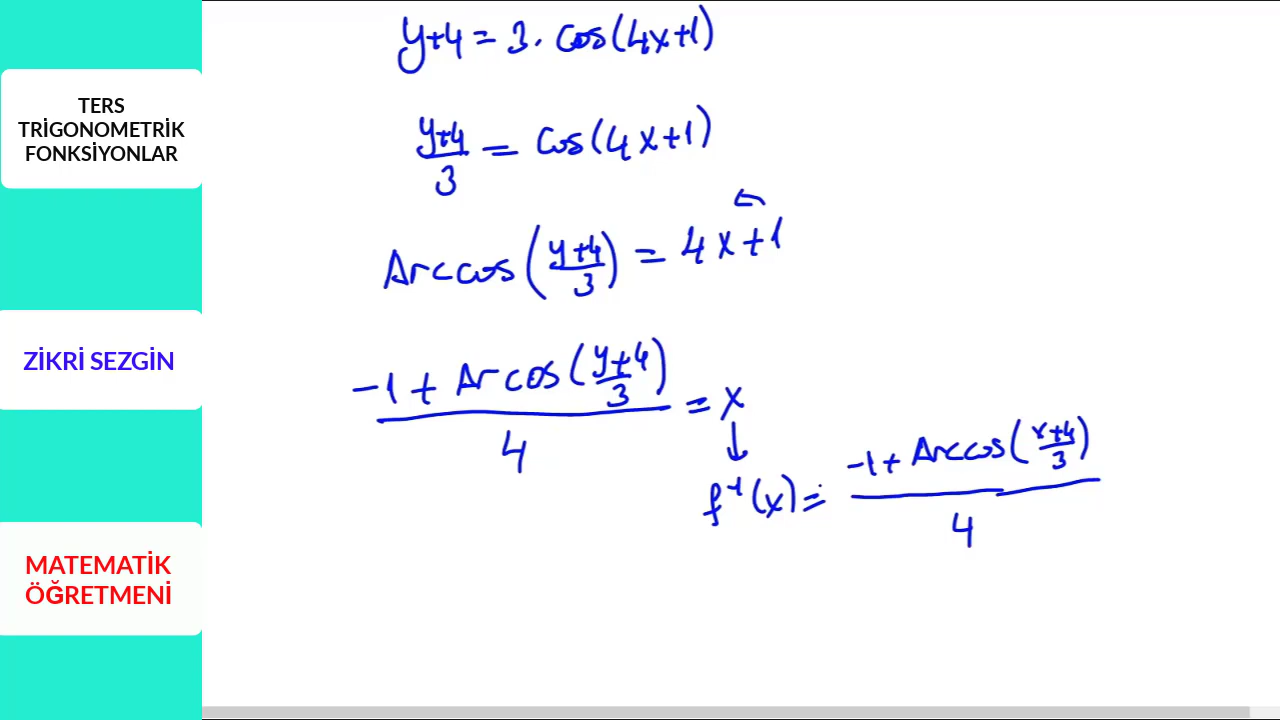 TERS
TRİGONOMETRİK
FONKSİYONLAR
ZİKRİ SEZGİN
MATEMATİK
ÖĞRETMENİ
y+4 = 3. cos(4x+1)
y+4/3 = cos(4x+1)
Arccos(y+4/3) = 4x+1
-1 + Arcos(y+4/3) / 4 = x
f⁻¹(x) = -1 + Arccos(x+4/3) / 4